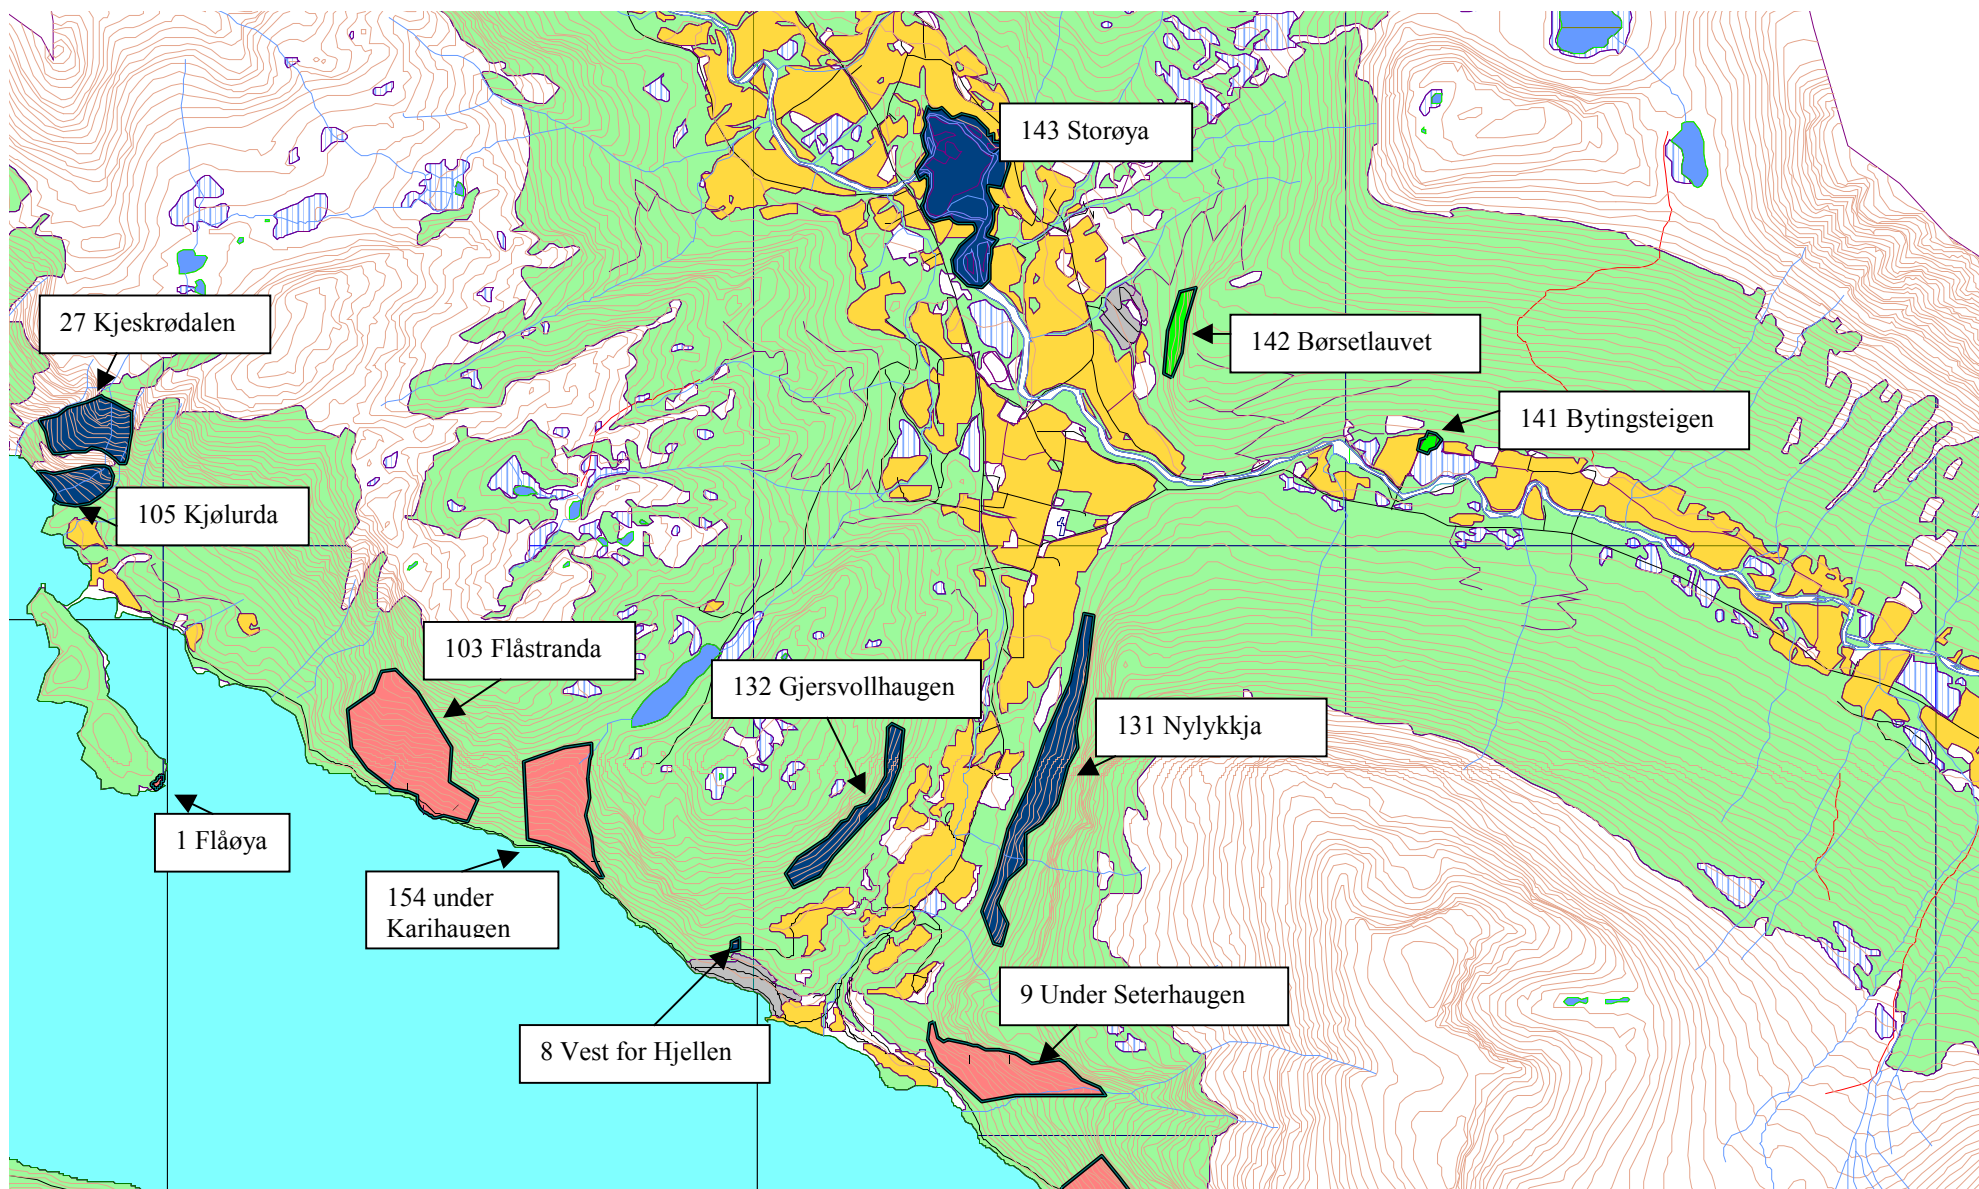 143 Storøya
27 Kjeskrødalen
142 Børsetlauvet
141 Bytingsteigen
105 Kjølurda
103 Flåstranda
132 Gjersvollhaugen
131 Nylykkja
1 Flåøya
154 under
Karihaugen
9 Under Seterhaugen
8 Vest for Hjellen